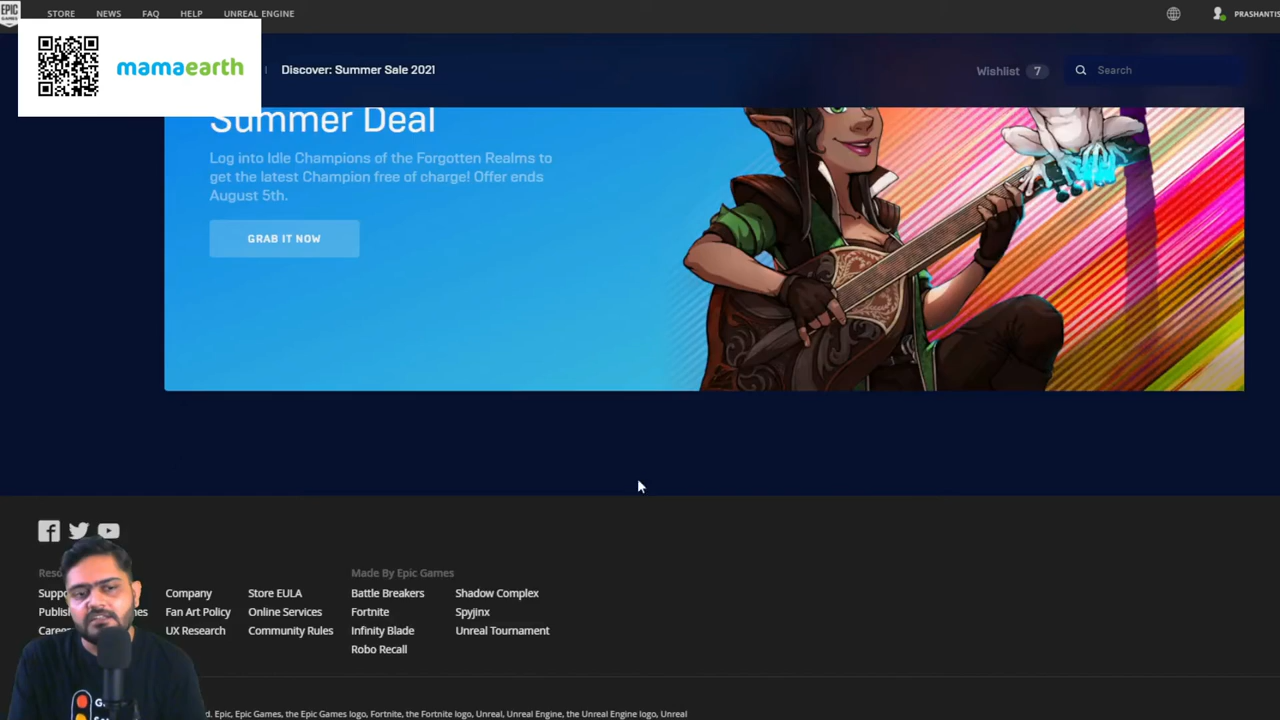 EPIC
GAMES
STORE NEWS FAQ HELP UNREAL ENGINE
PRASHANTIS
mamaearth
Discover: Summer Sale 2021
Wishlist 7
Search
Summer Deal
Log into Idle Champions of the Forgotten Realms to
get the latest Champion free of charge! Offer ends
August 5th.
GRAB IT NOW
Made By Epic Games
Company Store EULA Battle Breakers Shadow Complex
Fan Art Policy Online Services Fortnite Spyjinx
UX Research Community Rules Infinity Blade Unreal Tournament
Robo Recall
Epic, Epic Games, the Epic Games logo, Fortnite, the Fortnite logo, Unreal, Unreal Engine, the Unreal Engine logo, Unreal